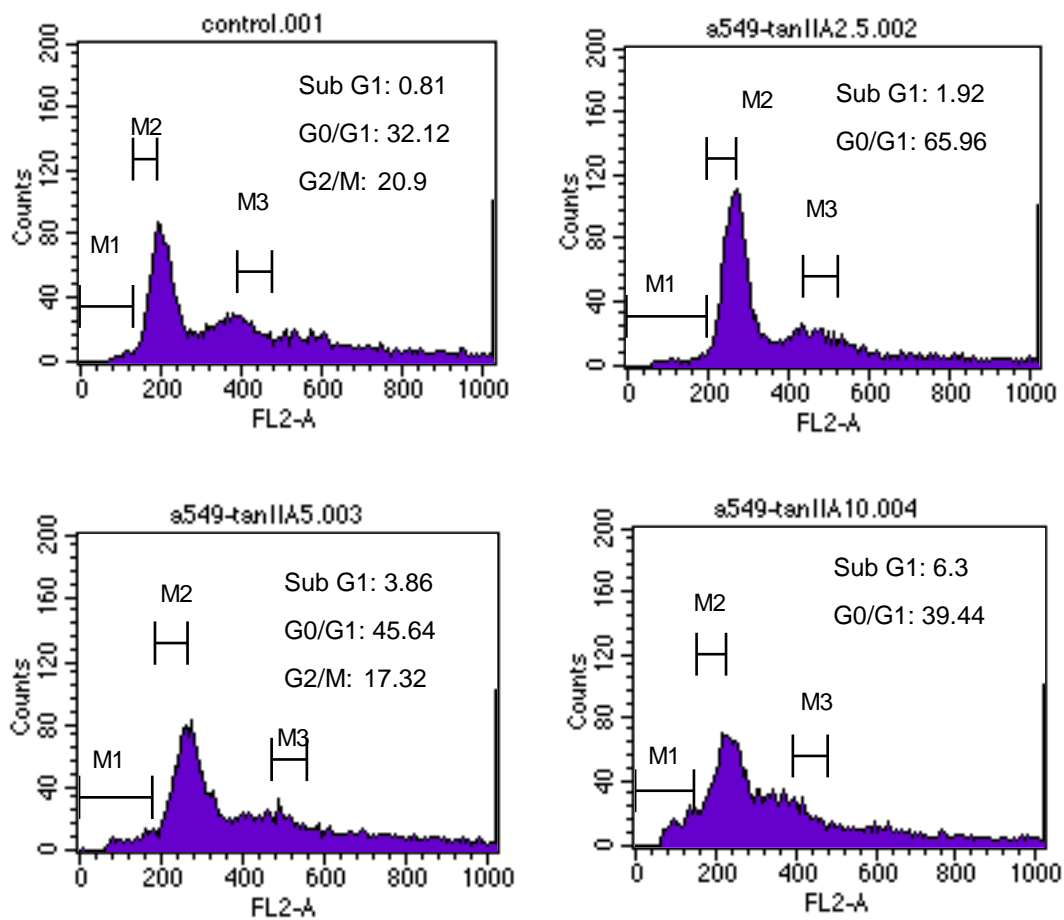 control.001
200
160
120
80
40
0
Counts
M1
M2
M3
Sub G1: 0.81
G0/G1: 32.12
G2/M: 20.9
0 200 400 600 800 1000
FL2-A
a549-tanIIA2.5.002
200
160
120
80
40
0
Counts
M1
M2
M3
Sub G1: 1.92
G0/G1: 65.96
0 200 400 600 800 1000
FL2-A
a549-tanIIA5.003
200
160
120
80
40
0
Counts
M1
M2
M3
Sub G1: 3.86
G0/G1: 45.64
G2/M: 17.32
0 200 400 600 800 1000
FL2-A
a549-tanIIA10.004
200
160
120
80
40
0
Counts
M1
M2
M3
Sub G1: 6.3
G0/G1: 39.44
0 200 400 600 800 1000
FL2-A